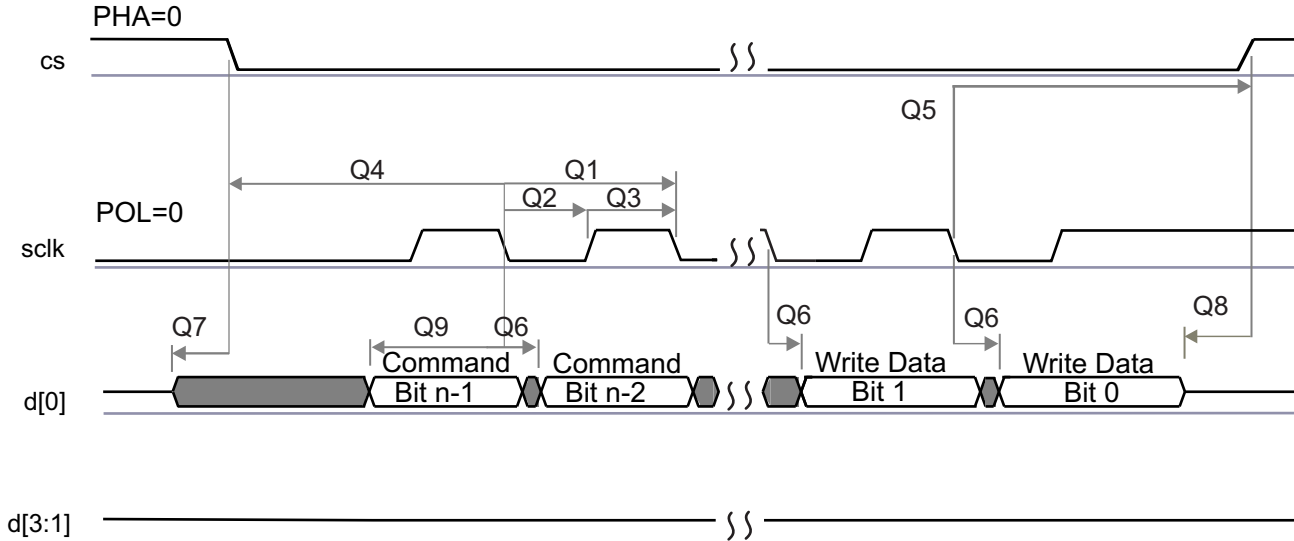 PHA=0
cs
Q5
Q4 Q1
Q2 Q3
POL=0
sclk
Q7 Q9 Q6 Q6 Q6 Q8
Command Command Write Data Write Data
d[0] Bit n-1 Bit n-2 Bit 1 Bit 0
d[3:1]